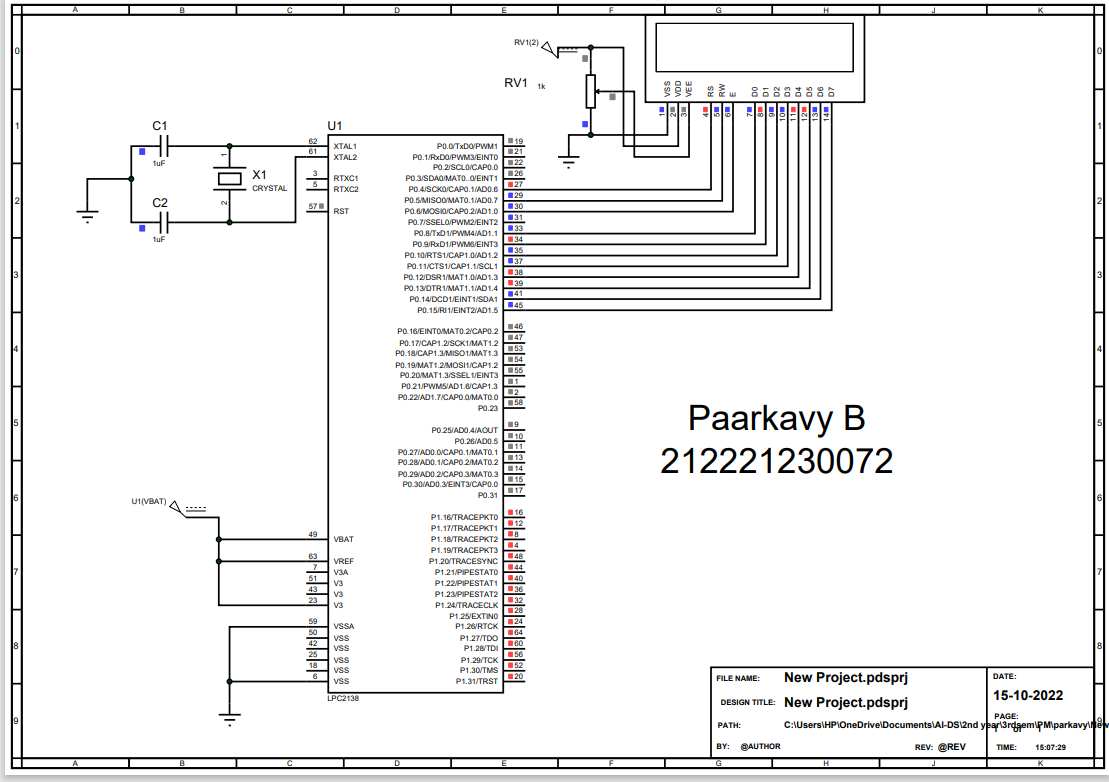 A B C D E F G H J K
0 0
RV1(2)
RV1 1k
VSS VDD VEE RS RW E D0 D1 D2 D3 D4 D5 D6 D7
1 2 3 4 5 6 7 8 9 10 11 12 13 14
1 1
C1
1uF
C2
1uF
X1
CRYSTAL
1
2
U1
62 XTAL1
61 XTAL2
3 RTXC1
5 RTXC2
57 RST
P0.0/TxD0/PWM1 19
P0.1/RxD0/PWM3/EINT0 21
P0.2/SCL0/CAP0.0 22
P0.3/SDA0/MAT0..0/EINT1 26
P0.4/SCK0/CAP0.1/AD0.6 27
P0.5/MISO0/MAT0.1/AD0.7 29
P0.6/MOSI0/CAP0.2/AD1.0 30
P0.7/SSEL0/PWM2/EINT2 31
P0.8/TxD1/PWM4/AD1.1 33
P0.9/RxD1/PWM6/EINT3 34
P0.10/RTS1/CAP1.0/AD1.2 35
P0.11/CTS1/CAP1.1/SCL1 37
P0.12/DSR1/MAT1.0/AD1.3 38
P0.13/DTR1/MAT1.1/AD1.4 39
P0.14/DCD1/EINT1/SDA1 41
P0.15/RI1/EINT2/AD1.5 45
2 2
3 3
P0.16/EINT0/MAT0.2/CAP0.2 46
P0.17/CAP1.2/SCK1/MAT1.2 47
P0.18/CAP1.3/MISO1/MAT1.3 53
P0.19/MAT1.2/MOSI1/CAP1.2 54
P0.20/MAT1.3/SSEL1/EINT3 55
P0.21/PWM5/AD1.6/CAP1.3 1
P0.22/AD1.7/CAP0.0/MAT0.0 2
P0.23 58
4 4
P0.25/AD0.4/AOUT 9
P0.26/AD0.5 10
P0.27/AD0.0/CAP0.1/MAT0.1 11
P0.28/AD0.1/CAP0.2/MAT0.2 13
P0.29/AD0.2/CAP0.3/MAT0.3 14
P0.30/AD0.3/EINT3/CAP0.0 15
P0.31 17
5 5
Paarkavy B
212221230072
6 6
U1(VBAT)
P1.16/TRACEPKT0 16
P1.17/TRACEPKT1 12
P1.18/TRACEPKT2 8
P1.19/TRACEPKT3 4
P1.20/TRACESYNC 48
P1.21/PIPESTAT0 44
P1.22/PIPESTAT1 40
P1.23/PIPESTAT2 36
P1.24/TRACECLK 32
P1.25/EXTIN0 28
P1.26/RTCK 24
P1.27/TDO 64
P1.28/TDI 60
P1.29/TCK 56
P1.30/TMS 52
P1.31/TRST 20
49 VBAT
63 VREF
7 V3A
51 V3
43 V3
23 V3
59 VSSA
50 VSS
42 VSS
25 VSS
18 VSS
6 VSS
LPC2138
7 7
8 8
9 9
FILE NAME: New Project.pdsprj
DESIGN TITLE: New Project.pdsprj
PATH: C:\Users\HP\OneDrive\Documents\AI-DS\2nd year\3rdsem\PM\parkavy\New
BY: @AUTHOR REV: @REV
DATE:
15-10-2022
PAGE:
1 of 1
TIME: 15:07:29
A B C D E F G H J K